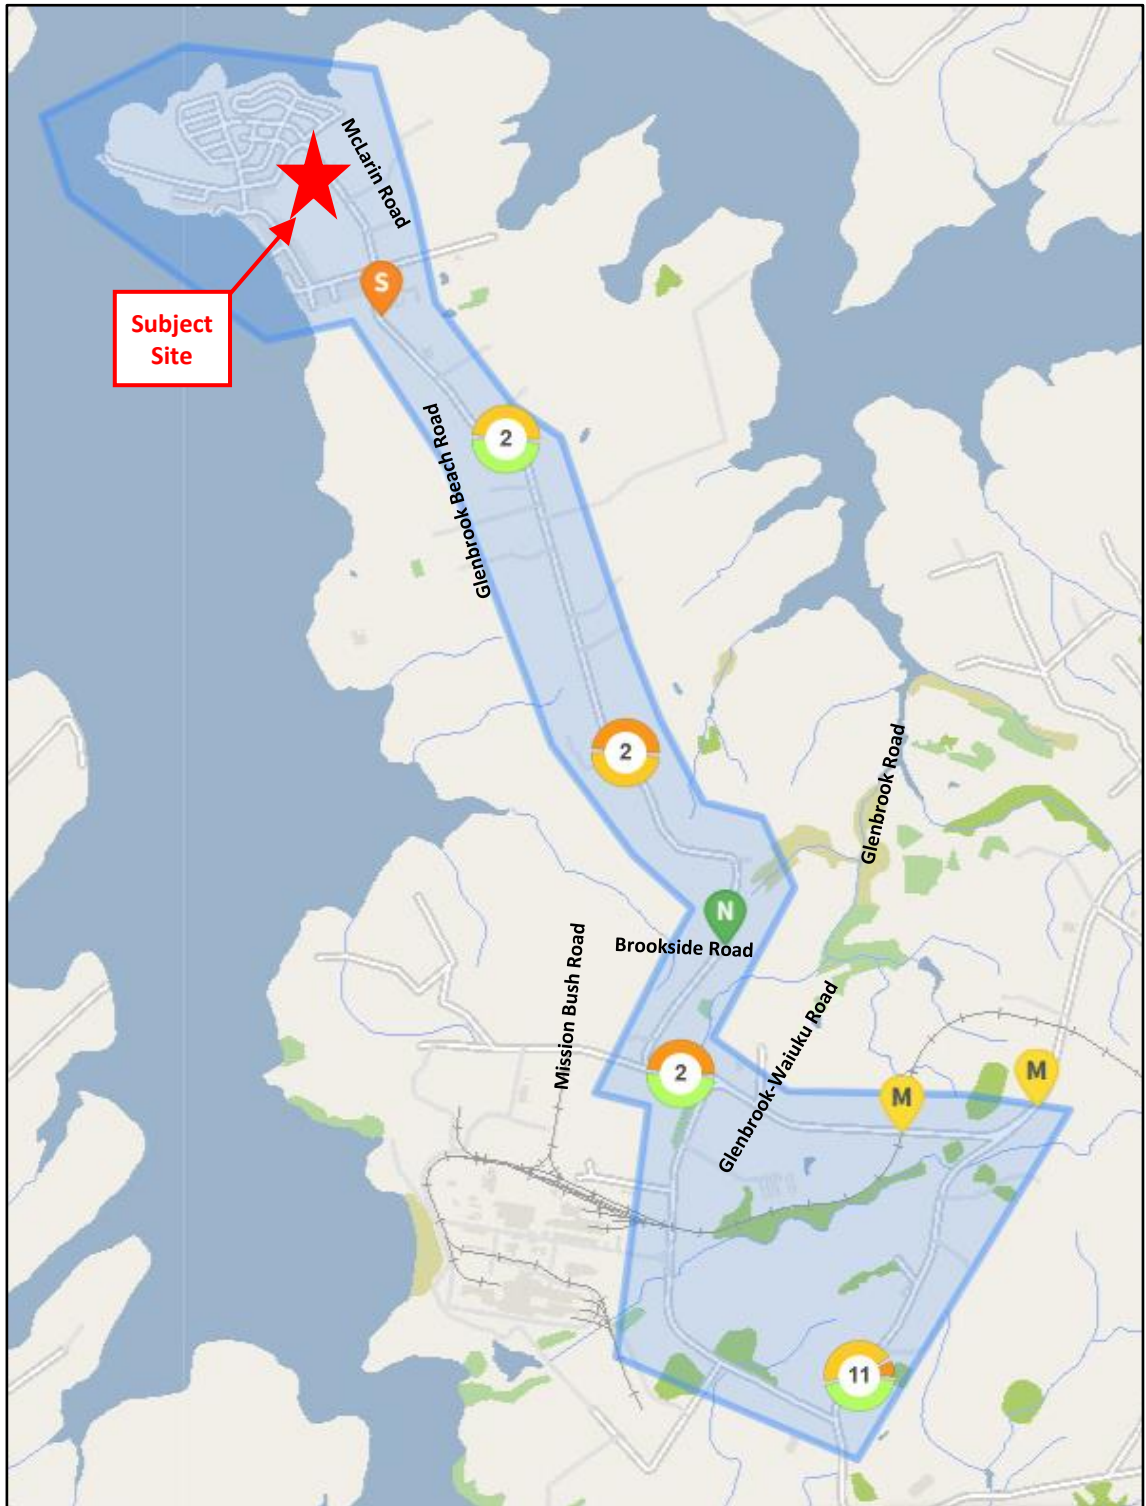 McLarin Road
S
Subject
Site
2
Glenbrook Beach Road
2
Glenbrook Road
N
Brookside Road
Mission Bush Road
Glenbrook-Waiuku Road
2
M
M
11